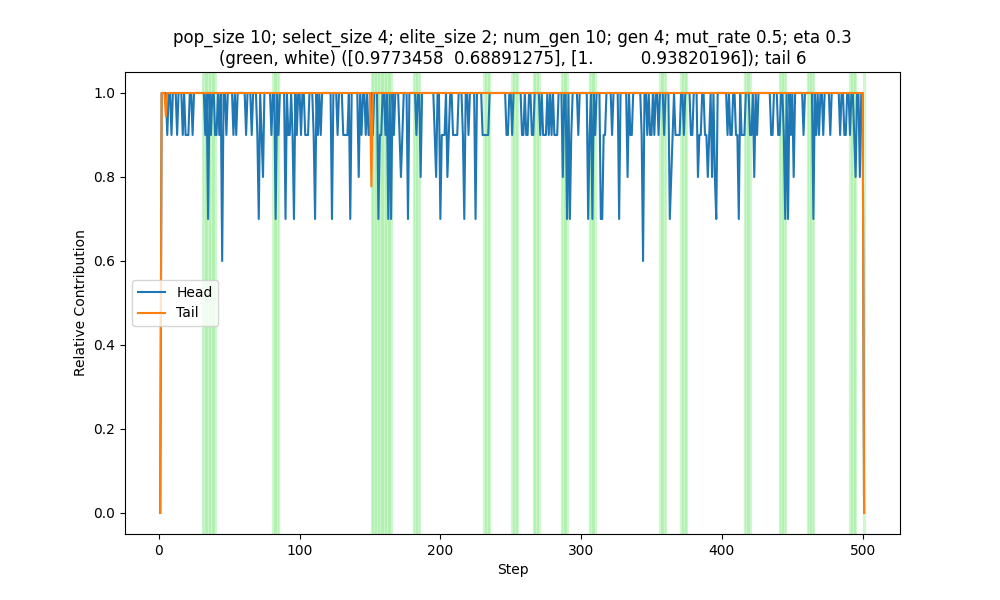 pop_size 10; select_size 4; elite_size 2; num_gen 10; gen 4; mut_rate 0.5; eta 0.3
(green, white) ([0.9773458  0.68891275], [1.         0.93820196]); tail 6
1.0
0.8
0.6
0.4
0.2
0.0
Relative Contribution
Head
Tail
0
100
200
300
400
500
Step